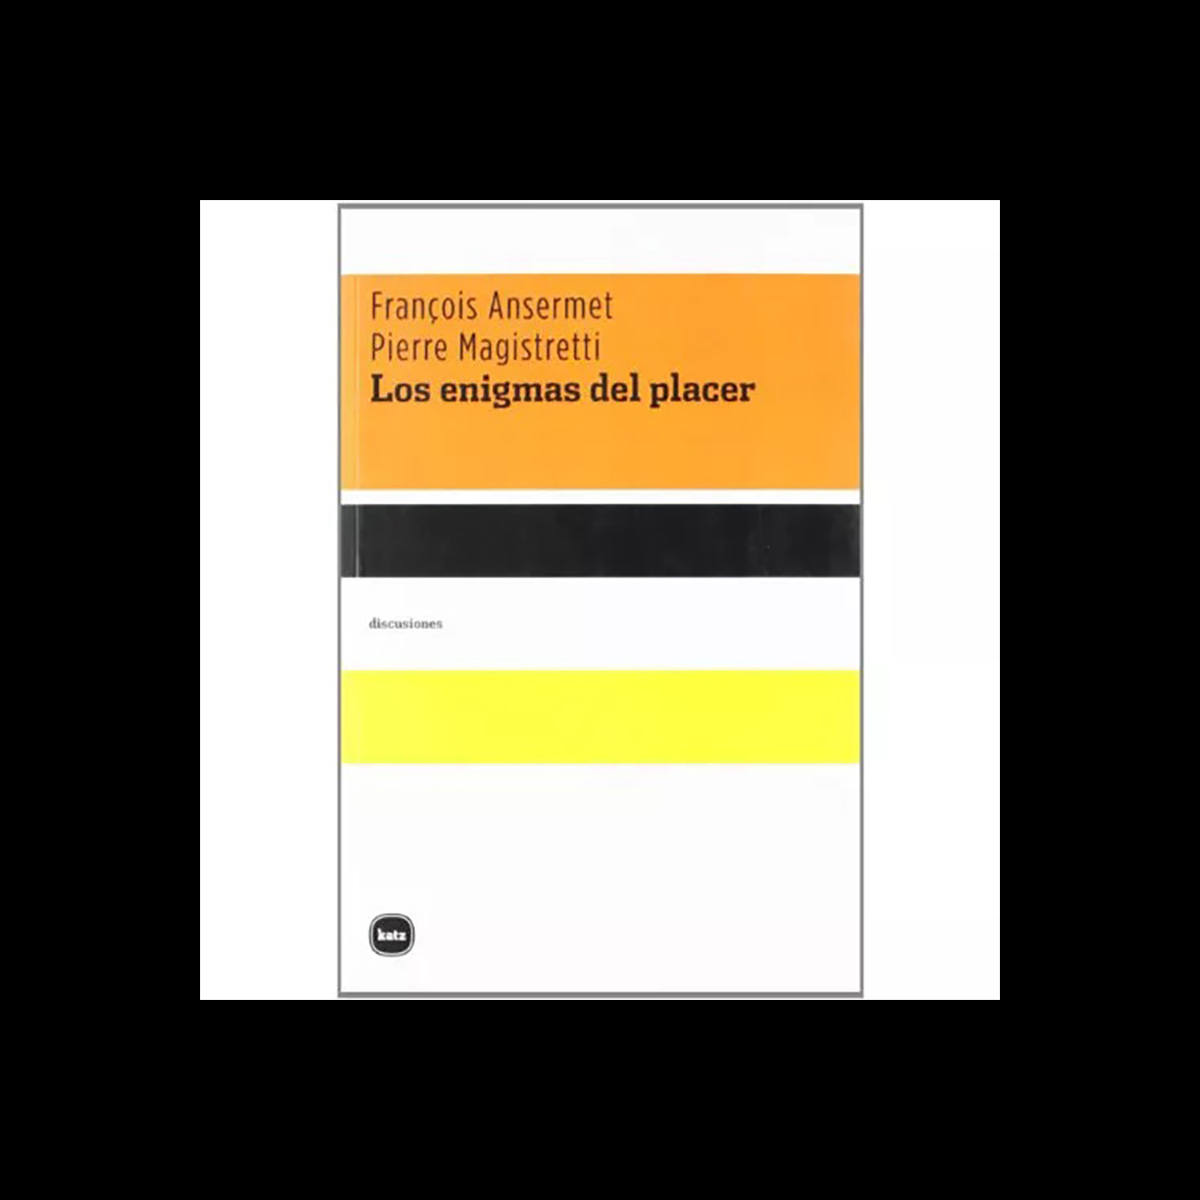 François Ansermet
Pierre Magistretti
Los enigmas del placer
discusiones
katz